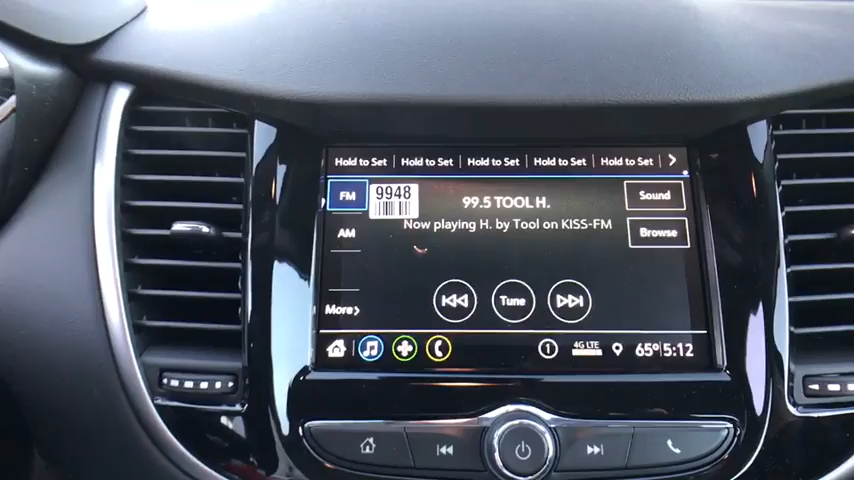 Hold to Set Hold to Set Hold to Set Hold to Set Hold to Set
FM
9948
99.5 TOOL H.
Sound
Now playing H. by Tool on KISS-FM
AM
Browse
Tune
More
1 4G LTE 65° 5:12